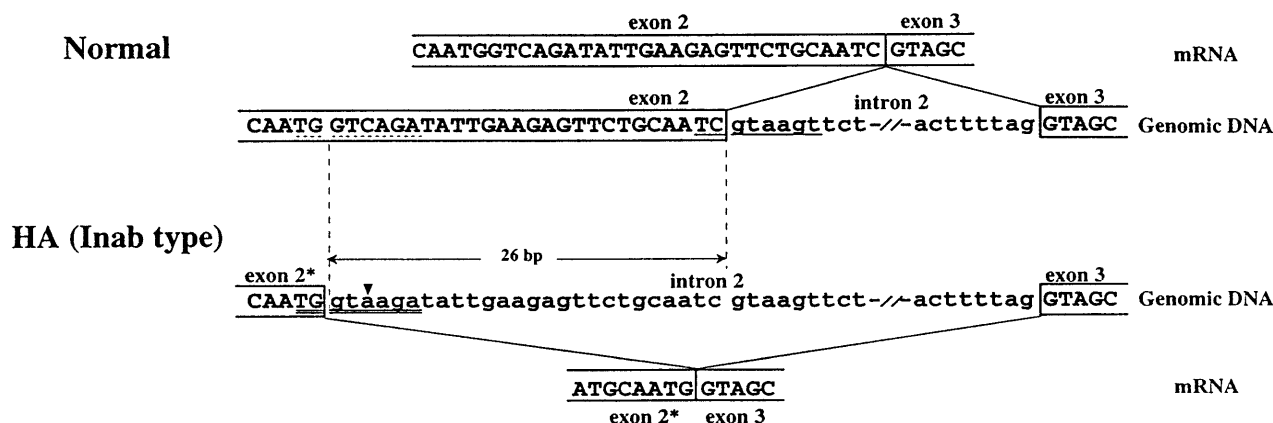 exon 2 exon 3
Normal CAATGGTCAGATATTGAAGAGTTCTGCAATC GTAGC mRNA
exon 2 intron 2 exon 3
CAATG GTCAGATATTGAAGAGTTCTGCAATC gtaagttct-//-acttttag GTAGC Genomic DNA
HA (Inab type)
26 bp
exon 2* intron 2 exon 3
CAATG gtaagatattgaagagttctgcaatc gtaagttct-//-acttttag GTAGC Genomic DNA
ATGCAATG GTAGC mRNA
exon 2* exon 3